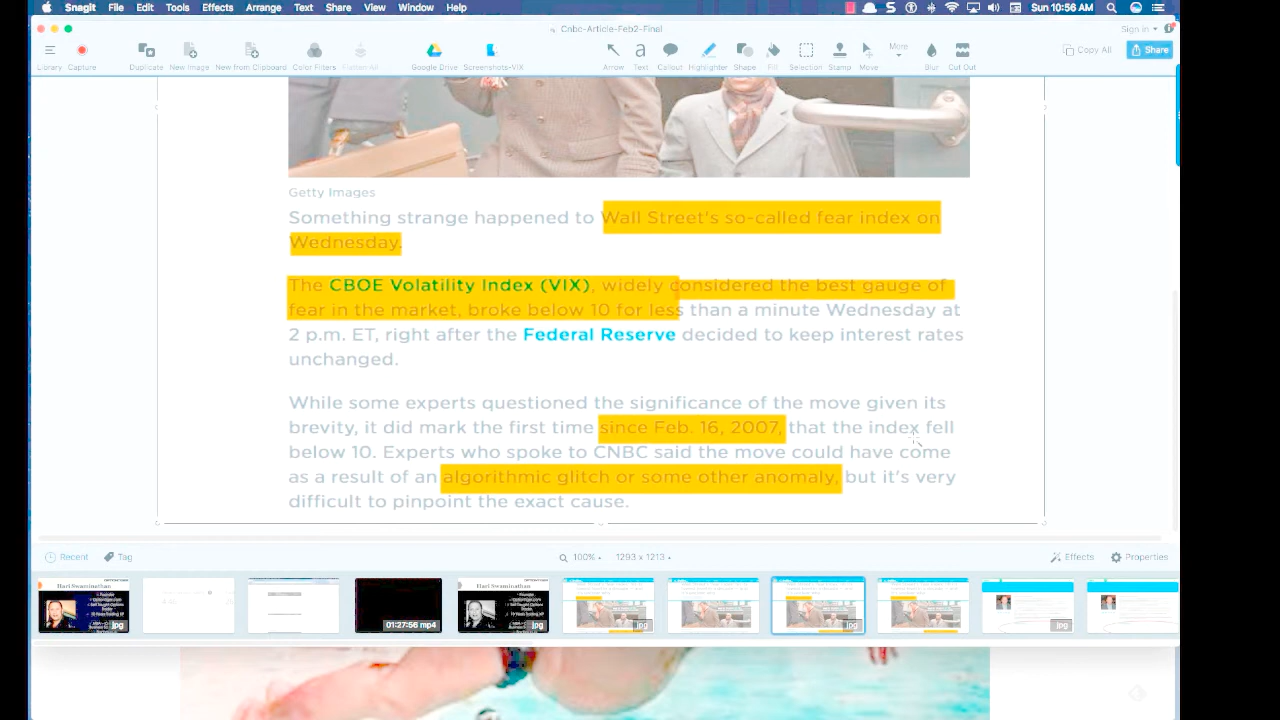 Snagit File Edit Tools Effects Arrange Text Share View Window Help Sun 10:56 AM
Cnbc-Article-Feb2-Final Sign in
Library Capture Duplicate New Image New from Clipboard Color Filters Flatten All Google Drive Screenshots-VIX Arrow Text Callout Highlighter Shape Fill Selection Stamp Move More Blur Cut Out Copy All Share
Getty Images
Something strange happened to Wall Street's so-called fear index on
Wednesday.
The CBOE Volatility Index (VIX), widely considered the best gauge of
fear in the market, broke below 10 for less than a minute Wednesday at
2 p.m. ET, right after the Federal Reserve decided to keep interest rates
unchanged.
While some experts questioned the significance of the move given its
brevity, it did mark the first time since Feb. 16, 2007, that the index fell
below 10. Experts who spoke to CNBC said the move could have come
as a result of an algorithmic glitch or some other anomaly, but it's very
difficult to pinpoint the exact cause.
Recent Tag 100% 1293 x 1213 Effects Properties
Hari Swaminathan Hari Swaminathan
jpg 01:27:56 mp4 jpg jpg jpg jpg